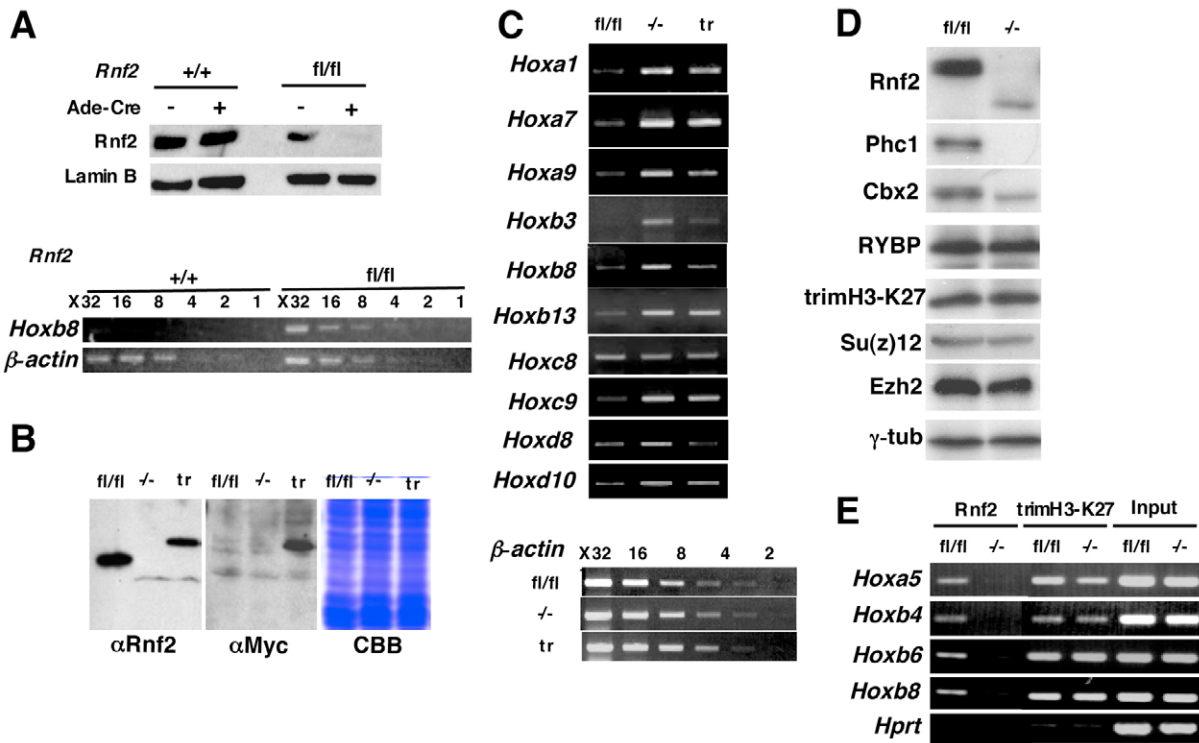 A
Rnf2 +/+ fl/fl
Ade-Cre - + - +
Rnf2
Lamin B
Rnf2
+/+ fl/fl
X32 16 8 4 2 1 X32 16 8 4 2 1
Hoxb8
β-actin
B
fl/fl -/- tr fl/fl -/- tr fl/fl -/- tr
αRnf2 αMyc CBB
C
fl/fl -/- tr
Hoxa1
Hoxa7
Hoxa9
Hoxb3
Hoxb8
Hoxb13
Hoxc8
Hoxc9
Hoxd8
Hoxd10
β-actin X32 16 8 4 2
fl/fl
-/-
tr
D
fl/fl -/-
Rnf2
Phc1
Cbx2
RYBP
trimH3-K27
Su(z)12
Ezh2
γ-tub
E
Rnf2 trimH3-K27 Input
fl/fl -/- fl/fl -/- fl/fl -/-
Hoxa5
Hoxb4
Hoxb6
Hoxb8
Hprt